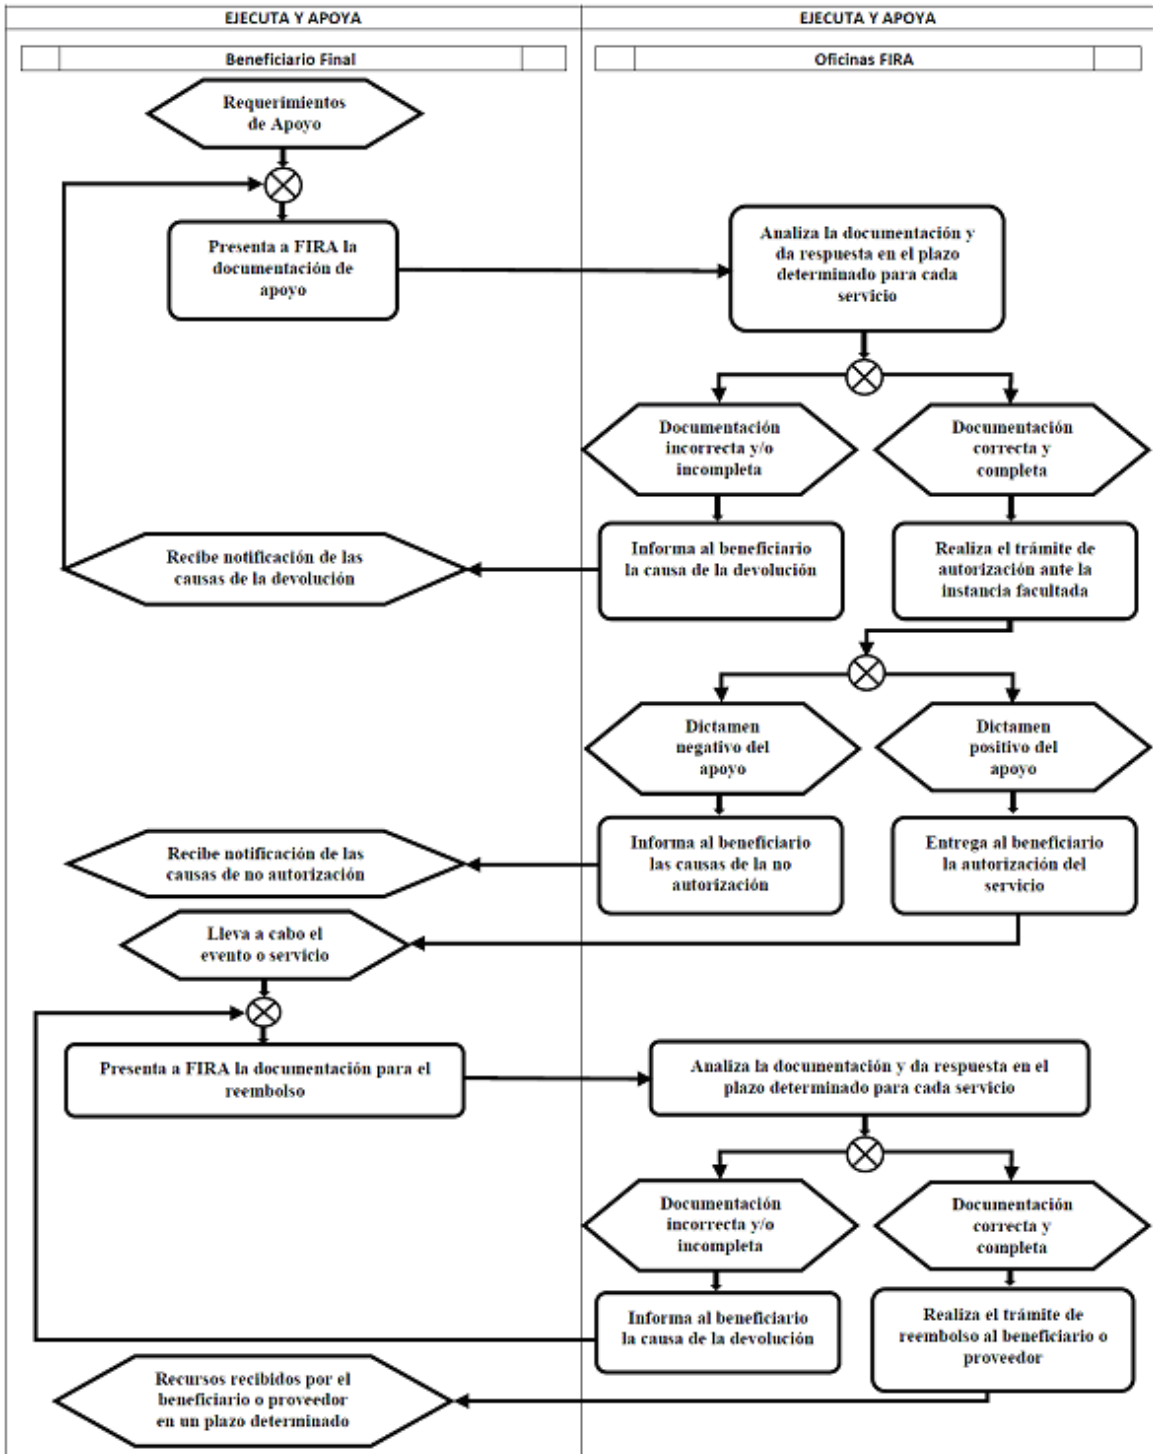 EJECUTA Y APOYA
EJECUTA Y APOYA
Beneficiario Final
Oficinas FIRA
Requerimientos
de Apoyo
Presenta a FIRA la
documentación de
apoyo
Analiza la documentación y
da respuesta en el plazo
determinado para cada
servicio
Documentación
incorrecta y/o
incompleta
Documentación
correcta y
completa
Recibe notificación de las
causas de la devolución
Informa al beneficiario
la causa de la devolución
Realiza el trámite de
autorización ante la
instancia facultada
Dictamen
negativo del
apoyo
Dictamen
positivo del
apoyo
Recibe notificación de las
causas de no autorización
Informa al beneficiario
las causas de la no
autorización
Entrega al beneficiario
la autorización del
servicio
Lleva a cabo el
evento o servicio
Presenta a FIRA la documentación para el
reembolso
Analiza la documentación y da respuesta en el
plazo determinado para cada servicio
Documentación
incorrecta y/o
incompleta
Documentación
correcta y
completa
Informa al beneficiario
la causa de la devolución
Realiza el trámite de
reembolso al beneficiario o
proveedor
Recursos recibidos por el
beneficiario o proveedor
en un plazo determinado